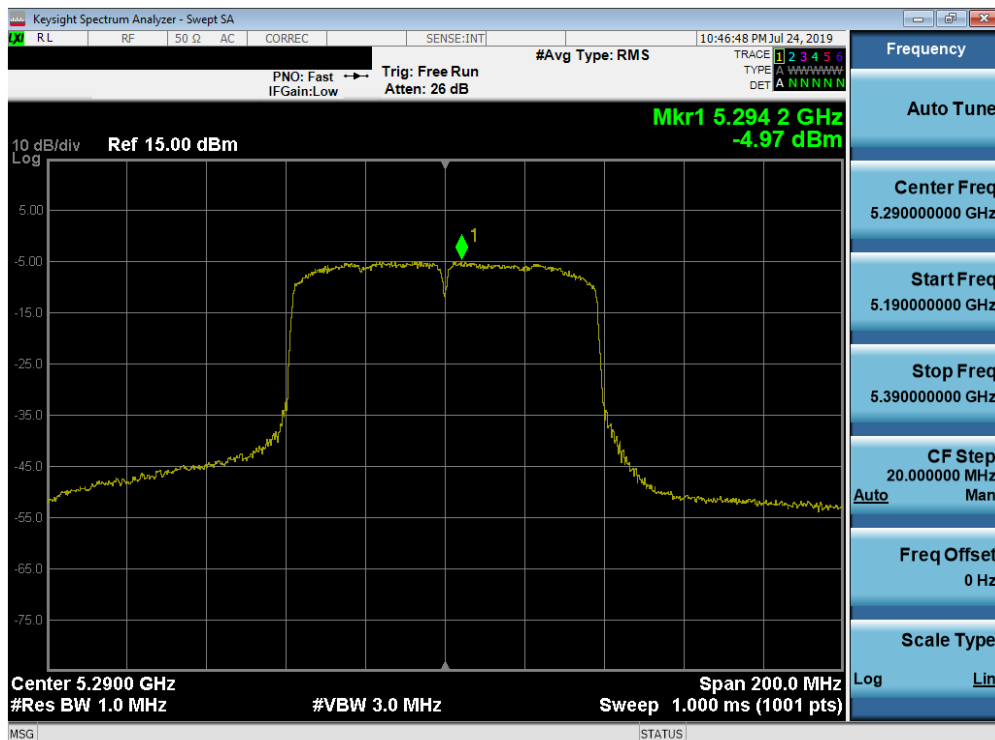 Keysight Spectrum Analyzer - Swept SA
LXI RL RF 50 Ω AC CORREC SENSE:INT 10:46:48 PM Jul 24, 2019
#Avg Type: RMS TRACE 1 2 3 4 5 6
PNO: Fast Trig: Free Run TYPE A WWWWW
IFGain:Low Atten: 26 dB DET A N N N N N
Mkr1 5.294 2 GHz
-4.97 dBm
10 dB/div Ref 15.00 dBm
Log
5.00
-5.00
-15.0
-25.0
-35.0
-45.0
-55.0
-65.0
-75.0
1
Center 5.2900 GHz Span 200.0 MHz
#Res BW 1.0 MHz #VBW 3.0 MHz Sweep 1.000 ms (1001 pts)
MSG STATUS
Frequency
Auto Tune
Center Freq
5.290000000 GHz
Start Freq
5.190000000 GHz
Stop Freq
5.390000000 GHz
CF Step
20.000000 MHz
Auto Man
Freq Offset
0 Hz
Scale Type
Log Lin